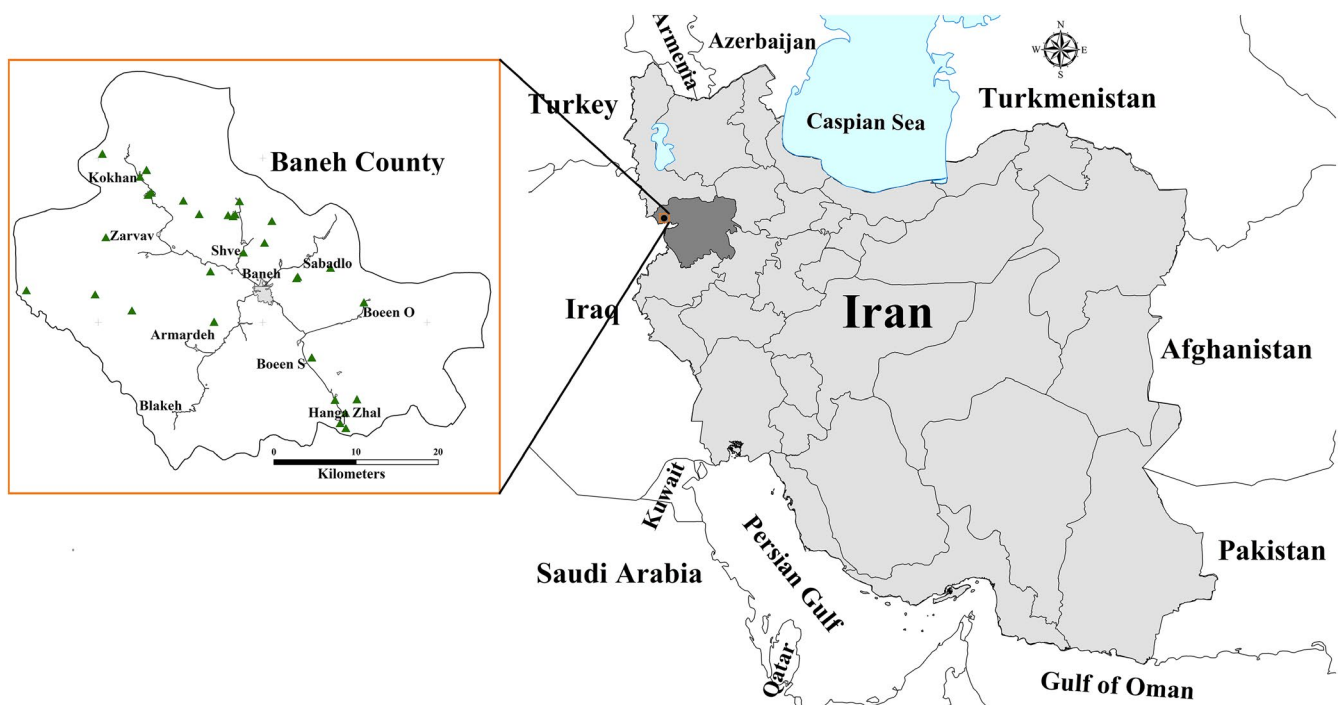 Baneh County
Kokhan
Zarvav
Shve
Baneh
Sabadlo
Boeen O
Armardeh
Boeen S
Blakeh
Hange Zhal
0 10 20
Kilometers
Armenia
Azerbaijan
Turkey
Caspian Sea
Turkmenistan
N
W E
S
Iraq
Iran
Afghanistan
Kuwait
Persian Gulf
Saudi Arabia
Pakistan
Qatar
Gulf of Oman